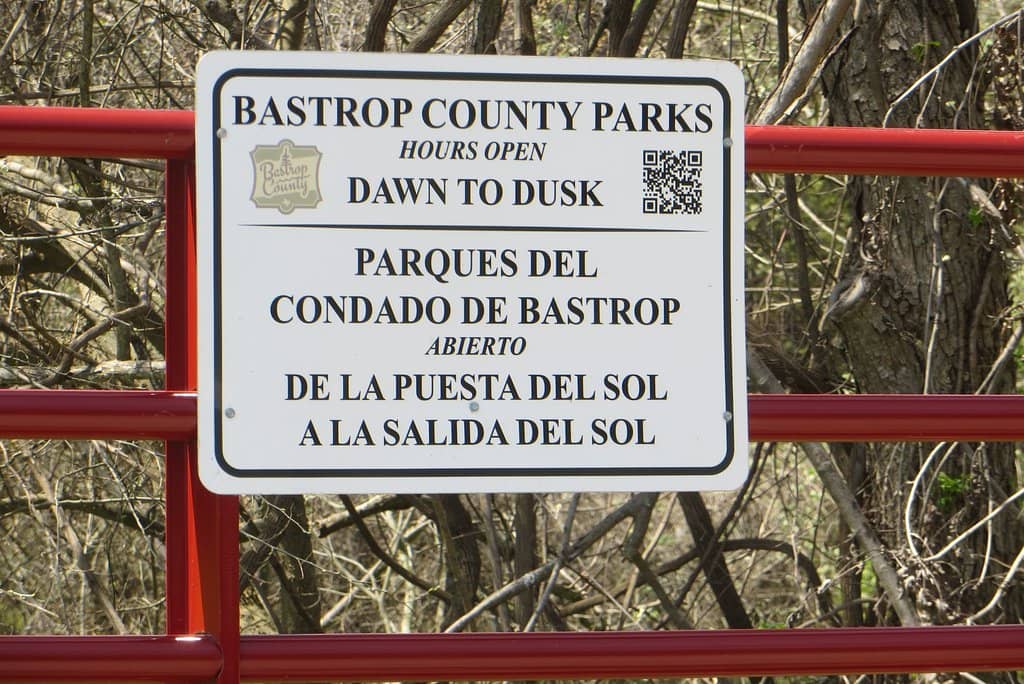 BASTROP COUNTY PARKS
HOURS OPEN
Bastrop
County
DAWN TO DUSK
PARQUES DEL
CONDADO DE BASTROP
ABIERTO
DE LA PUESTA DEL SOL
A LA SALIDA DEL SOL